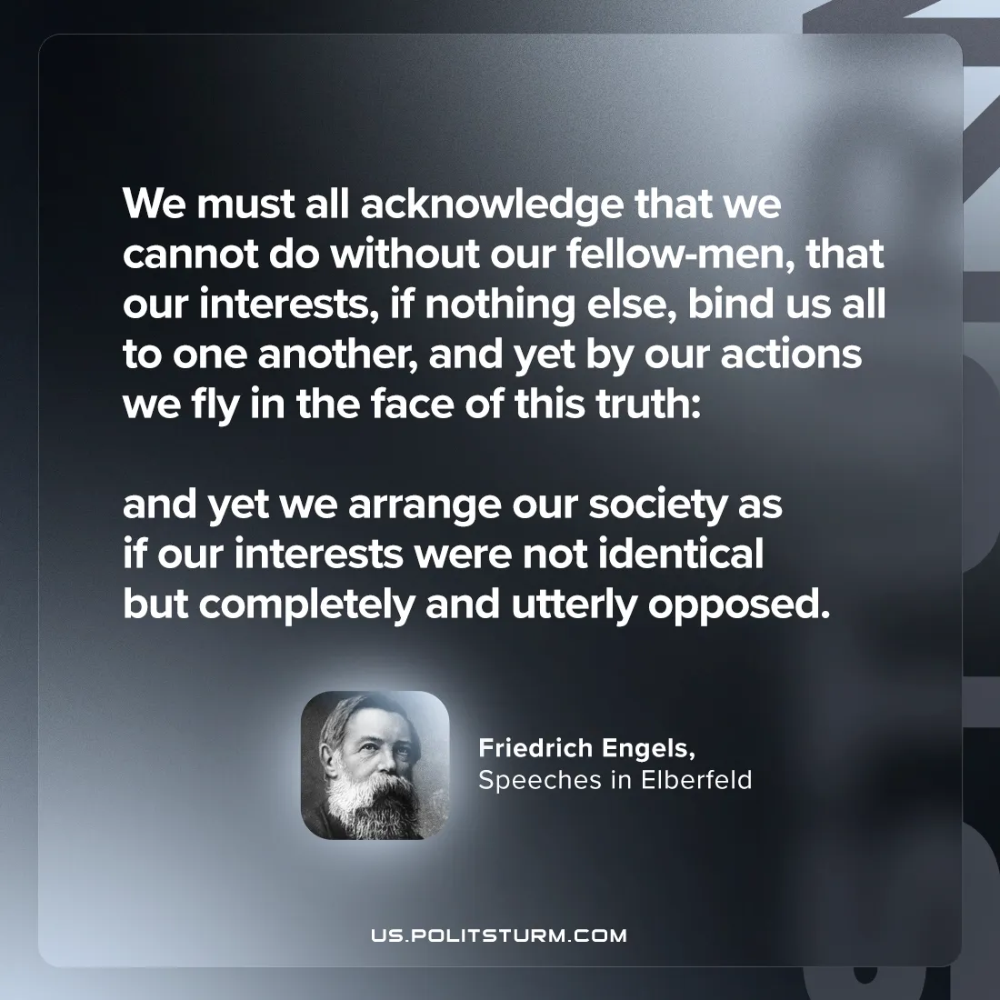 We must all acknowledge that we
cannot do without our fellow-men, that
our interests, if nothing else, bind us all
to one another, and yet by our actions
we fly in the face of this truth:
and yet we arrange our society as
if our interests were not identical
but completely and utterly opposed.
Friedrich Engels,
Speeches in Elberfeld
US.POLITSTURM.COM